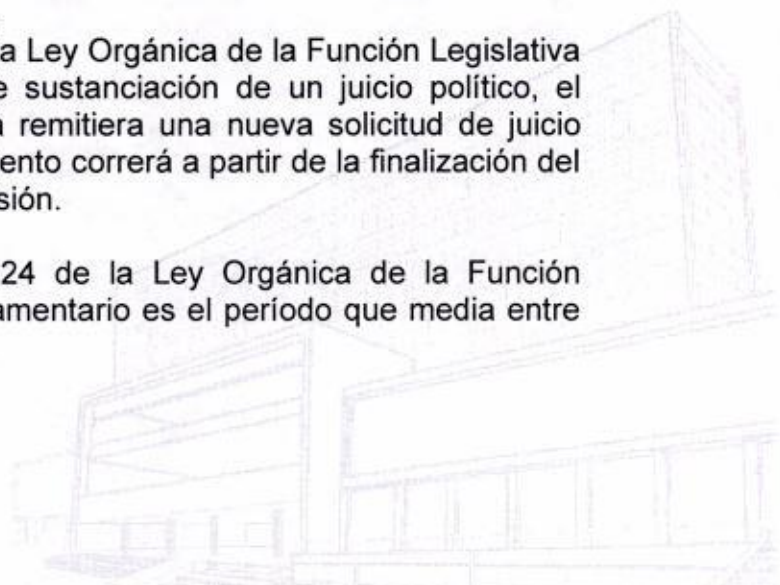 a Ley Orgánica de la Función Legislativa
e sustanciación de un juicio político, el
remitiera una nueva solicitud de juicio
ento correrá a partir de la finalización del
sión.
24 de la Ley Orgánica de la Función
amentario es el período que media entre